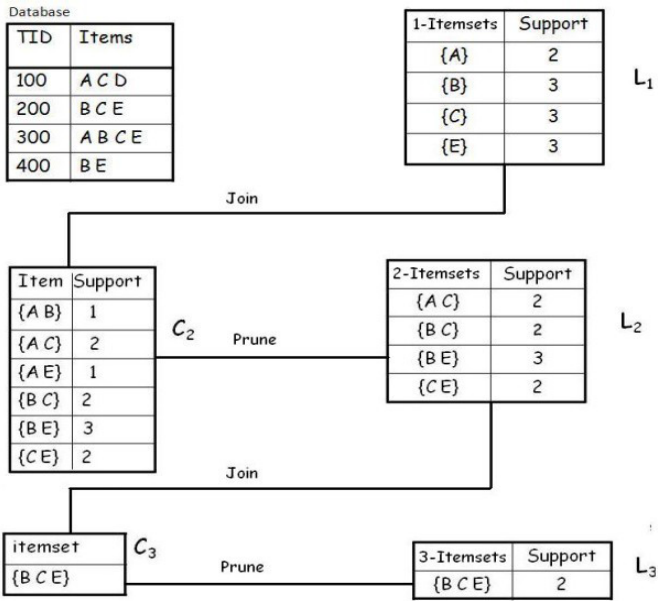 Database
TID Items
100 A C D
200 B C E
300 A B C E
400 B E
1-Itemsets Support
{A} 2
{B} 3
{C} 3
{E} 3
L1
Join
Item Support
{A B} 1
{A C} 2
{A E} 1
{B C} 2
{B E} 3
{C E} 2
C2
Prune
2-Itemsets Support
{A C} 2
{B C} 2
{B E} 3
{C E} 2
L2
Join
itemset
{B C E}
C3
Prune
3-Itemsets Support
{B C E} 2
L3